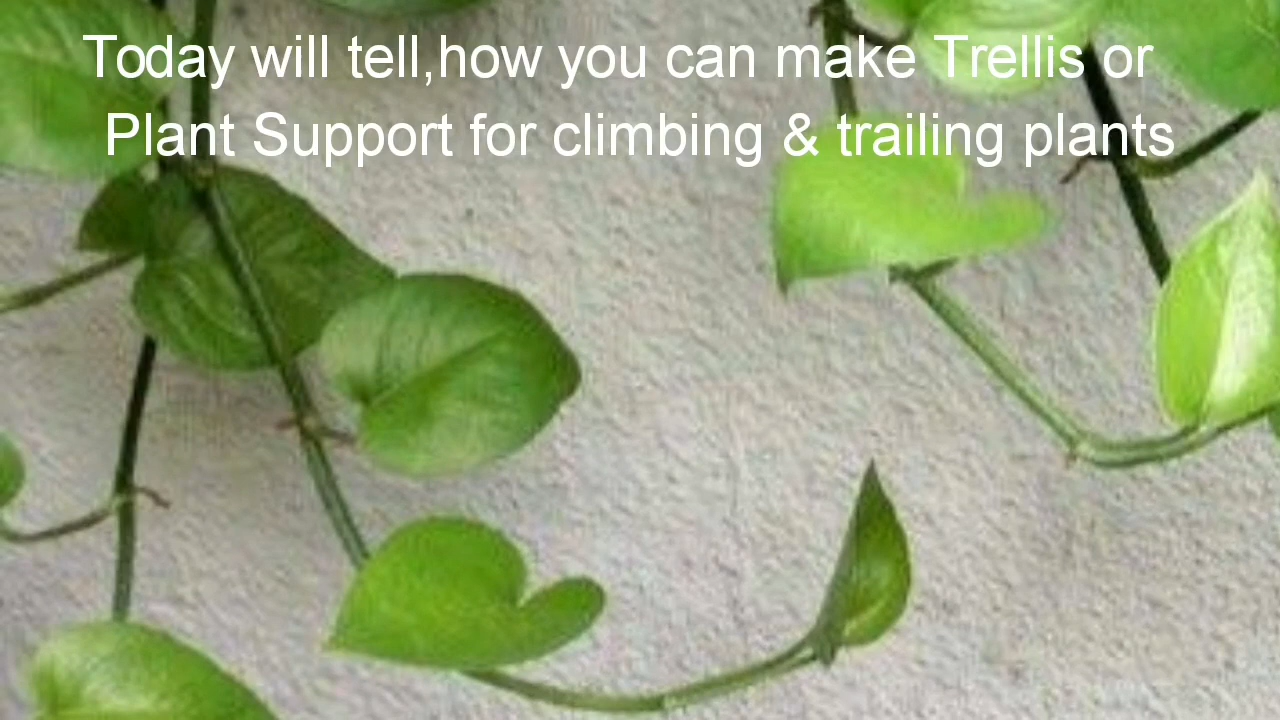 Today will tell,how you can make Trellis or
Plant Support for climbing & trailing plants